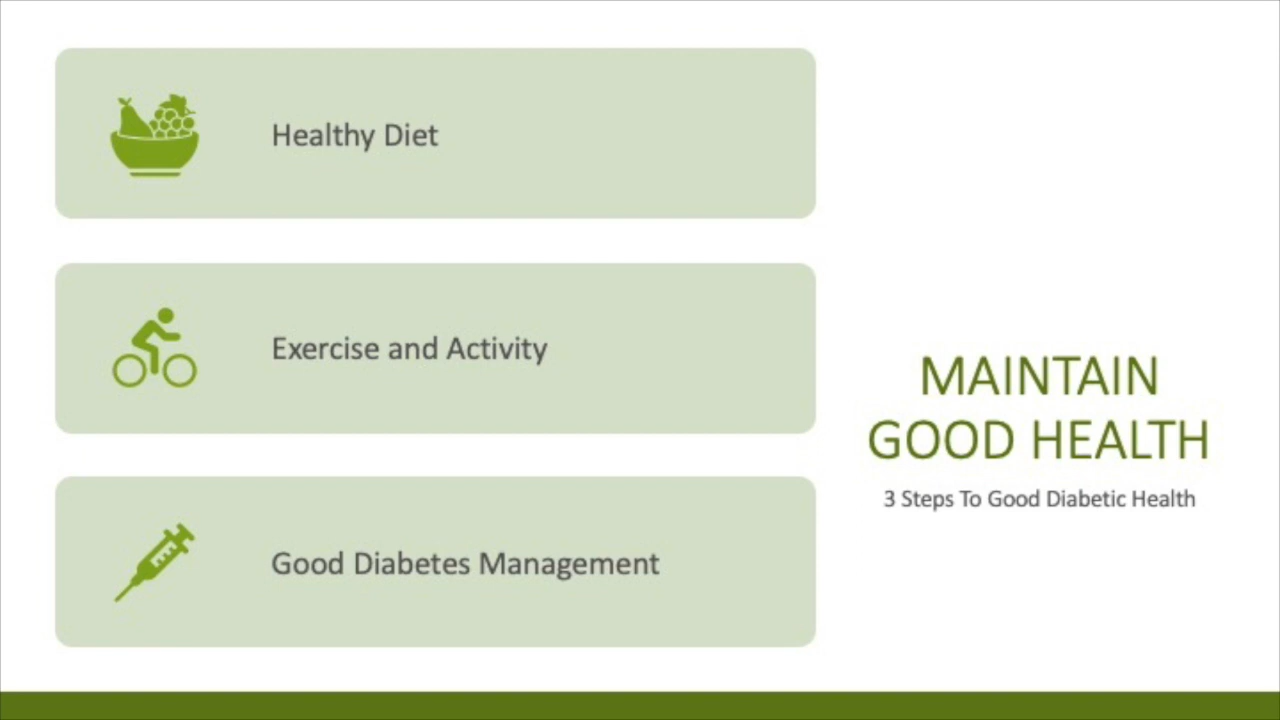 Healthy Diet
Exercise and Activity
Good Diabetes Management
MAINTAIN
GOOD HEALTH
3 Steps To Good Diabetic Health